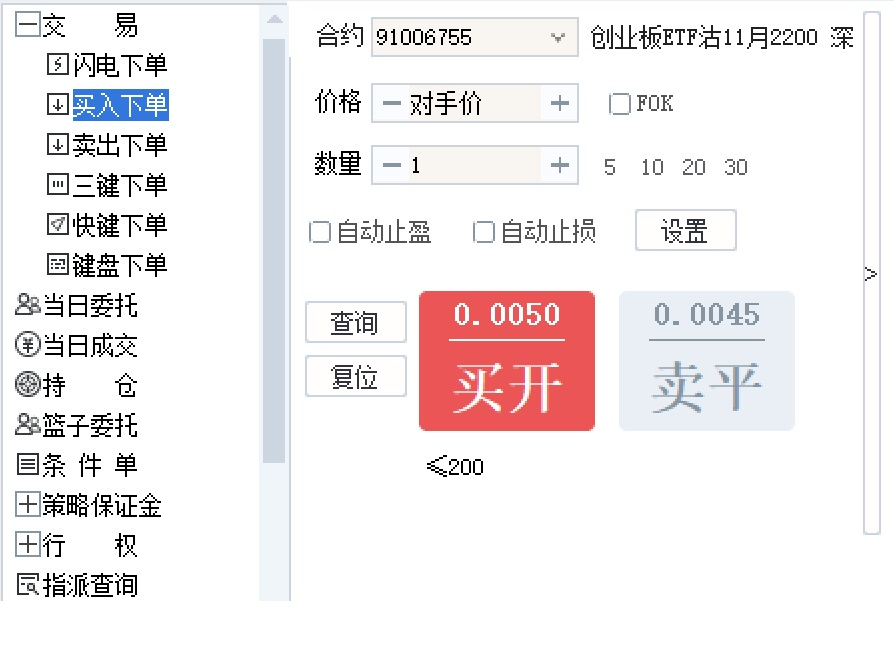 交 易
闪电下单
买入下单
卖出下单
三键下单
快键下单
键盘下单
当日委托
当日成交
持 仓
篮子委托
条 件 单
策略保证金
行 权
指派查询
合约 91006755 创业板ETF沽11月2200 深
价格 对手价 FOK
数量 1 5 10 20 30
自动止盈 自动止损 设置
查询
复位
0.0050
买开
0.0045
卖平
≤200
>